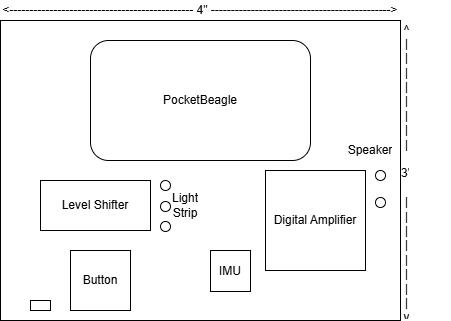 4"
PocketBeagle
Speaker
3'
Level Shifter
Light
Strip
Digital Amplifier
Button
IMU